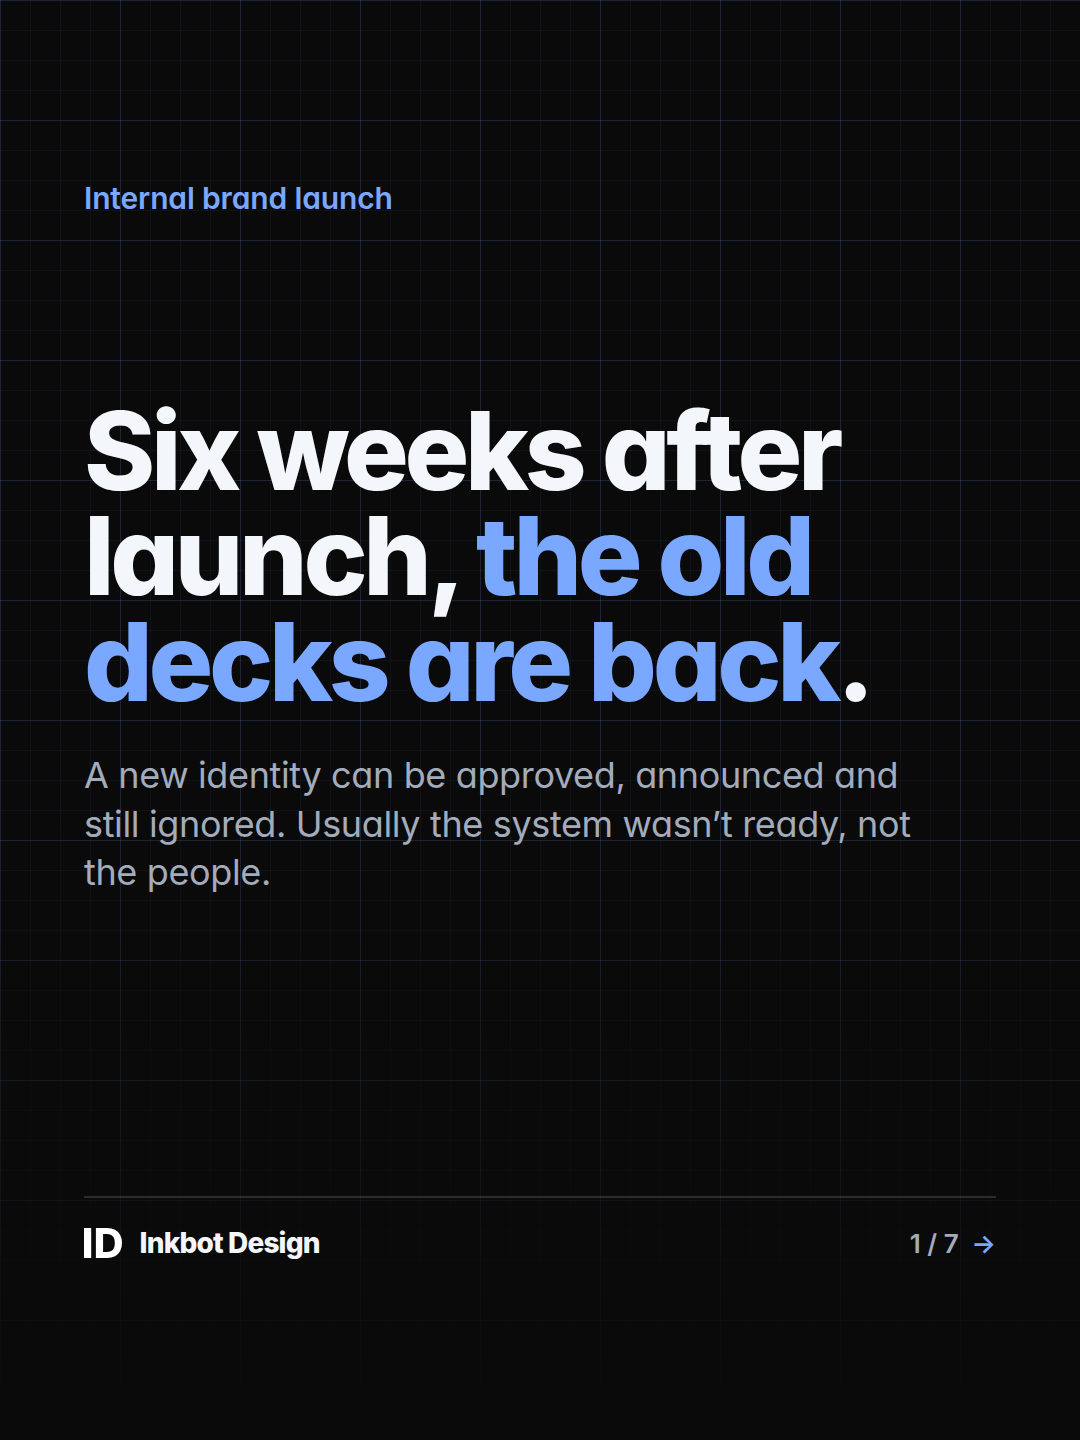 Internal brand launch
Six weeks after
launch, the old
decks are back.
A new identity can be approved, announced and
still ignored. Usually the system wasn’t ready, not
the people.
ID Inkbot Design
1 / 7 →